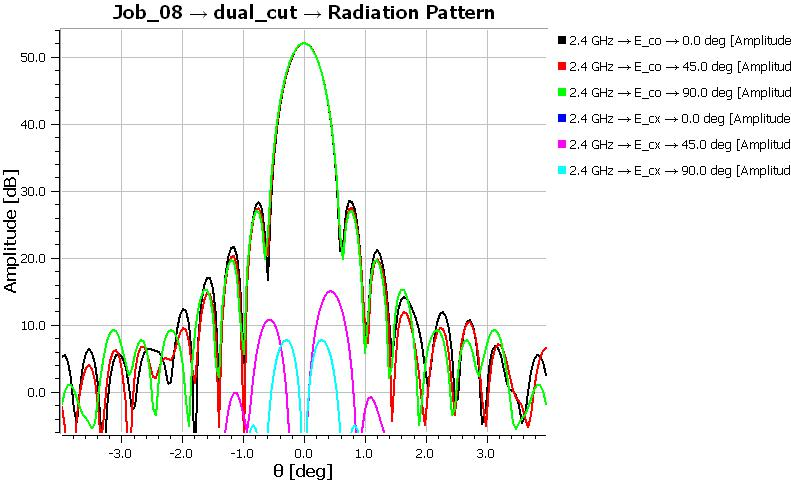 Job_08 → dual_cut → Radiation Pattern
2.4 GHz → E_co → 0.0 deg [Amplitude
2.4 GHz → E_co → 45.0 deg [Amplitud
2.4 GHz → E_co → 90.0 deg [Amplitud
2.4 GHz → E_cx → 0.0 deg [Amplitude
2.4 GHz → E_cx → 45.0 deg [Amplitud
2.4 GHz → E_cx → 90.0 deg [Amplitud
Amplitude [dB]
50.0
40.0
30.0
20.0
10.0
0.0
-3.0 -2.0 -1.0 0.0 1.0 2.0 3.0
θ [deg]